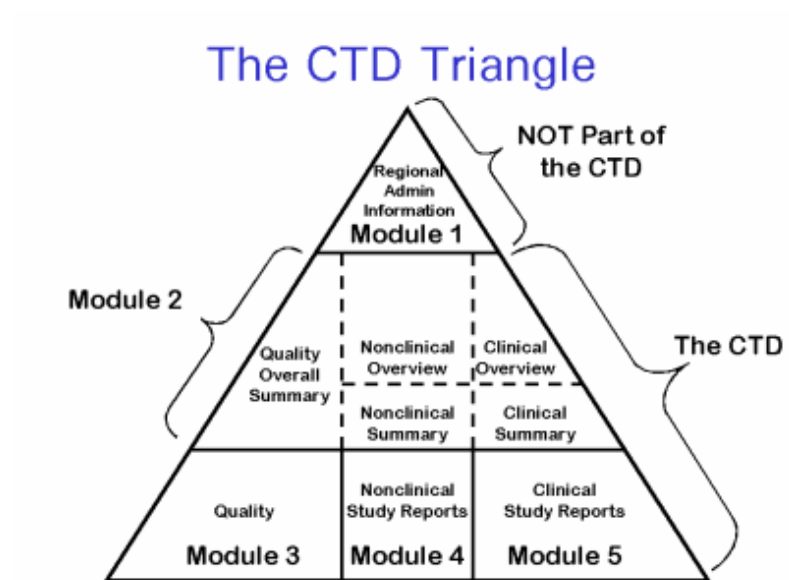 The CTD Triangle
NOT Part of
the CTD
Regional
Admin
Information
Module 1
Module 2
The CTD
Quality
Overall
Summary
Nonclinical
Overview
Clinical
Overview
Nonclinical
Summary
Clinical
Summary
Quality
Module 3
Nonclinical
Study Reports
Module 4
Clinical
Study Reports
Module 5